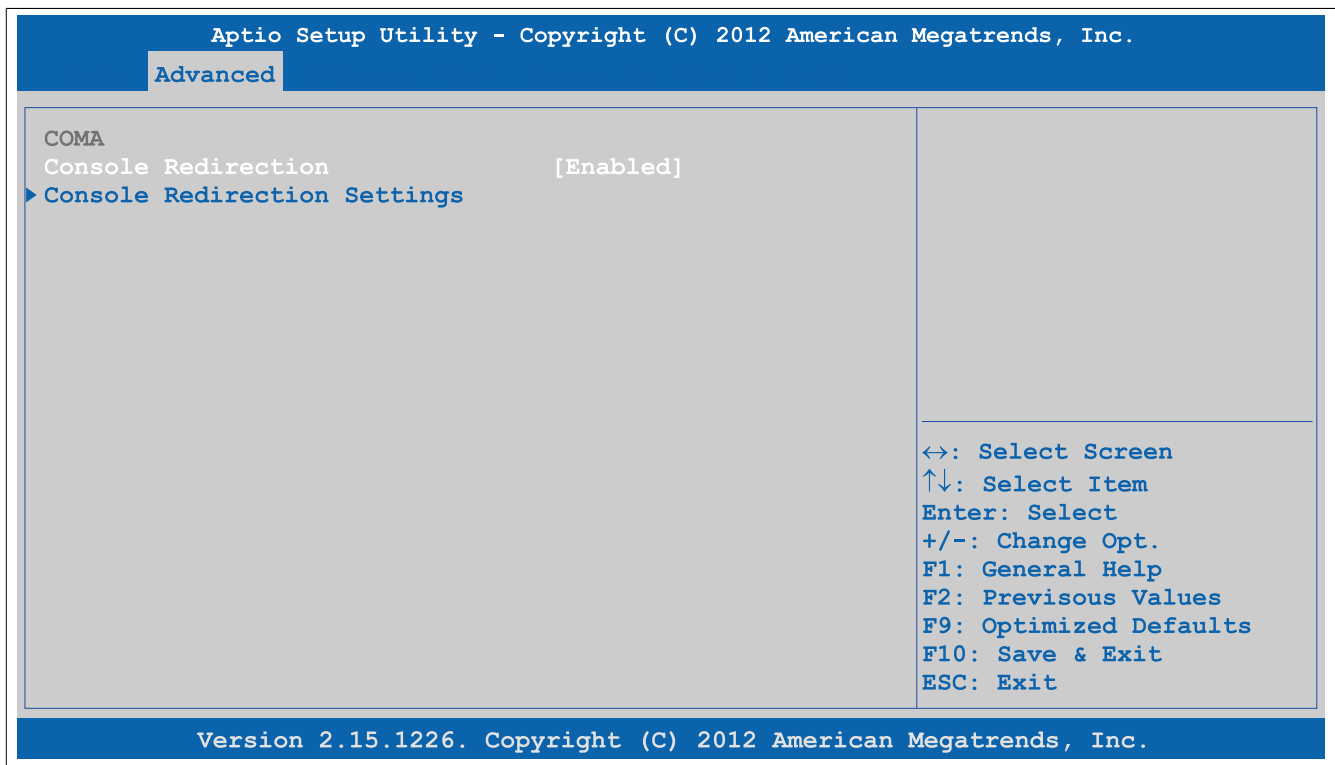 Aptio Setup Utility - Copyright (C) 2012 American Megatrends, Inc.
Advanced
COMA
Console Redirection [Enabled]
Console Redirection Settings
↔: Select Screen
↑↓: Select Item
Enter: Select
+/-: Change Opt.
F1: General Help
F2: Previsous Values
F9: Optimized Defaults
F10: Save & Exit
ESC: Exit
Version 2.15.1226. Copyright (C) 2012 American Megatrends, Inc.